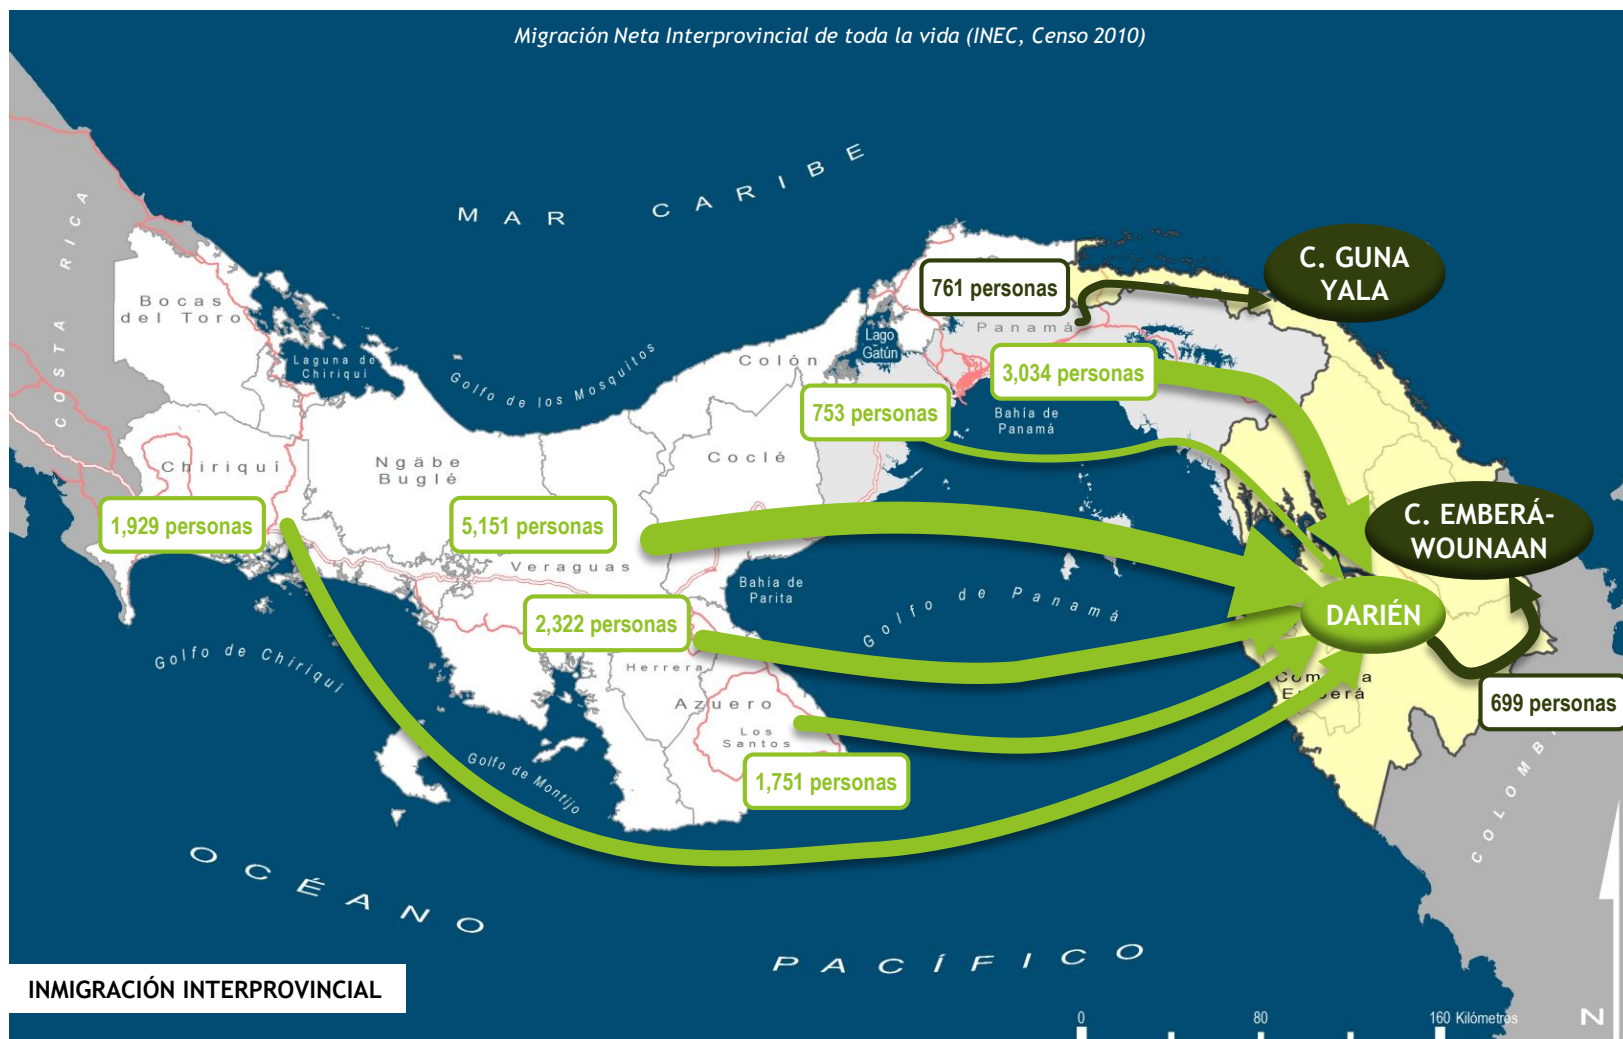 Migración Neta Interprovincial de toda la vida (INEC, Censo 2010)
MAR CARIBE
COSTA RICA
Bocas
del Toro
Laguna de
Chiriquí
Golfo de los Mosquitos
Colón
Lago
Gatún
761 personas
C. GUNA
YALA
Panamá
3,034 personas
753 personas
Bahía de
Panamá
Chiriquí
Ngäbe
Buglé
Coclé
1,929 personas
5,151 personas
Veraguas
C. EMBERÁ-
WOUNAAN
Bahía de
Parita
Golfo de Panamá
DARIÉN
2,322 personas
Golfo de Chiriquí
Herrera
Azuero
Los
Santos
699 personas
1,751 personas
Golfo de Montijo
COLOMBI
OCÉANO
PACÍFICO
INMIGRACIÓN INTERPROVINCIAL
0 80 160 Kilómetros
N